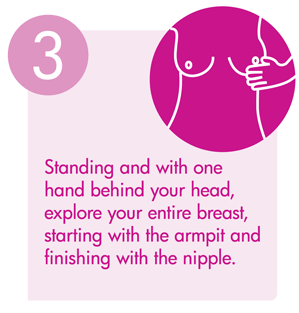 3
Standing and with one
hand behind your head,
explore your entire breast,
starting with the armpit and
finishing with the nipple.